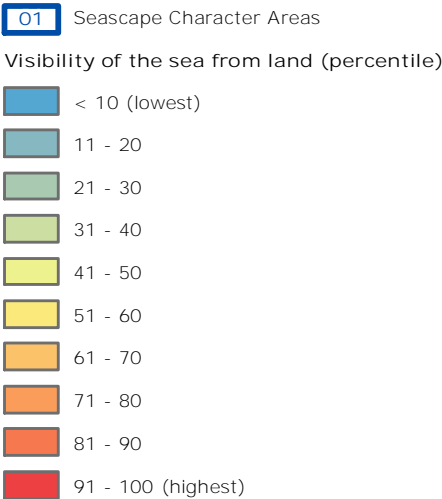 01 Seascape Character Areas
Visibility of the sea from land (percentile)
< 10 (lowest)
11 - 20
21 - 30
31 - 40
41 - 50
51 - 60
61 - 70
71 - 80
81 - 90
91 - 100 (highest)